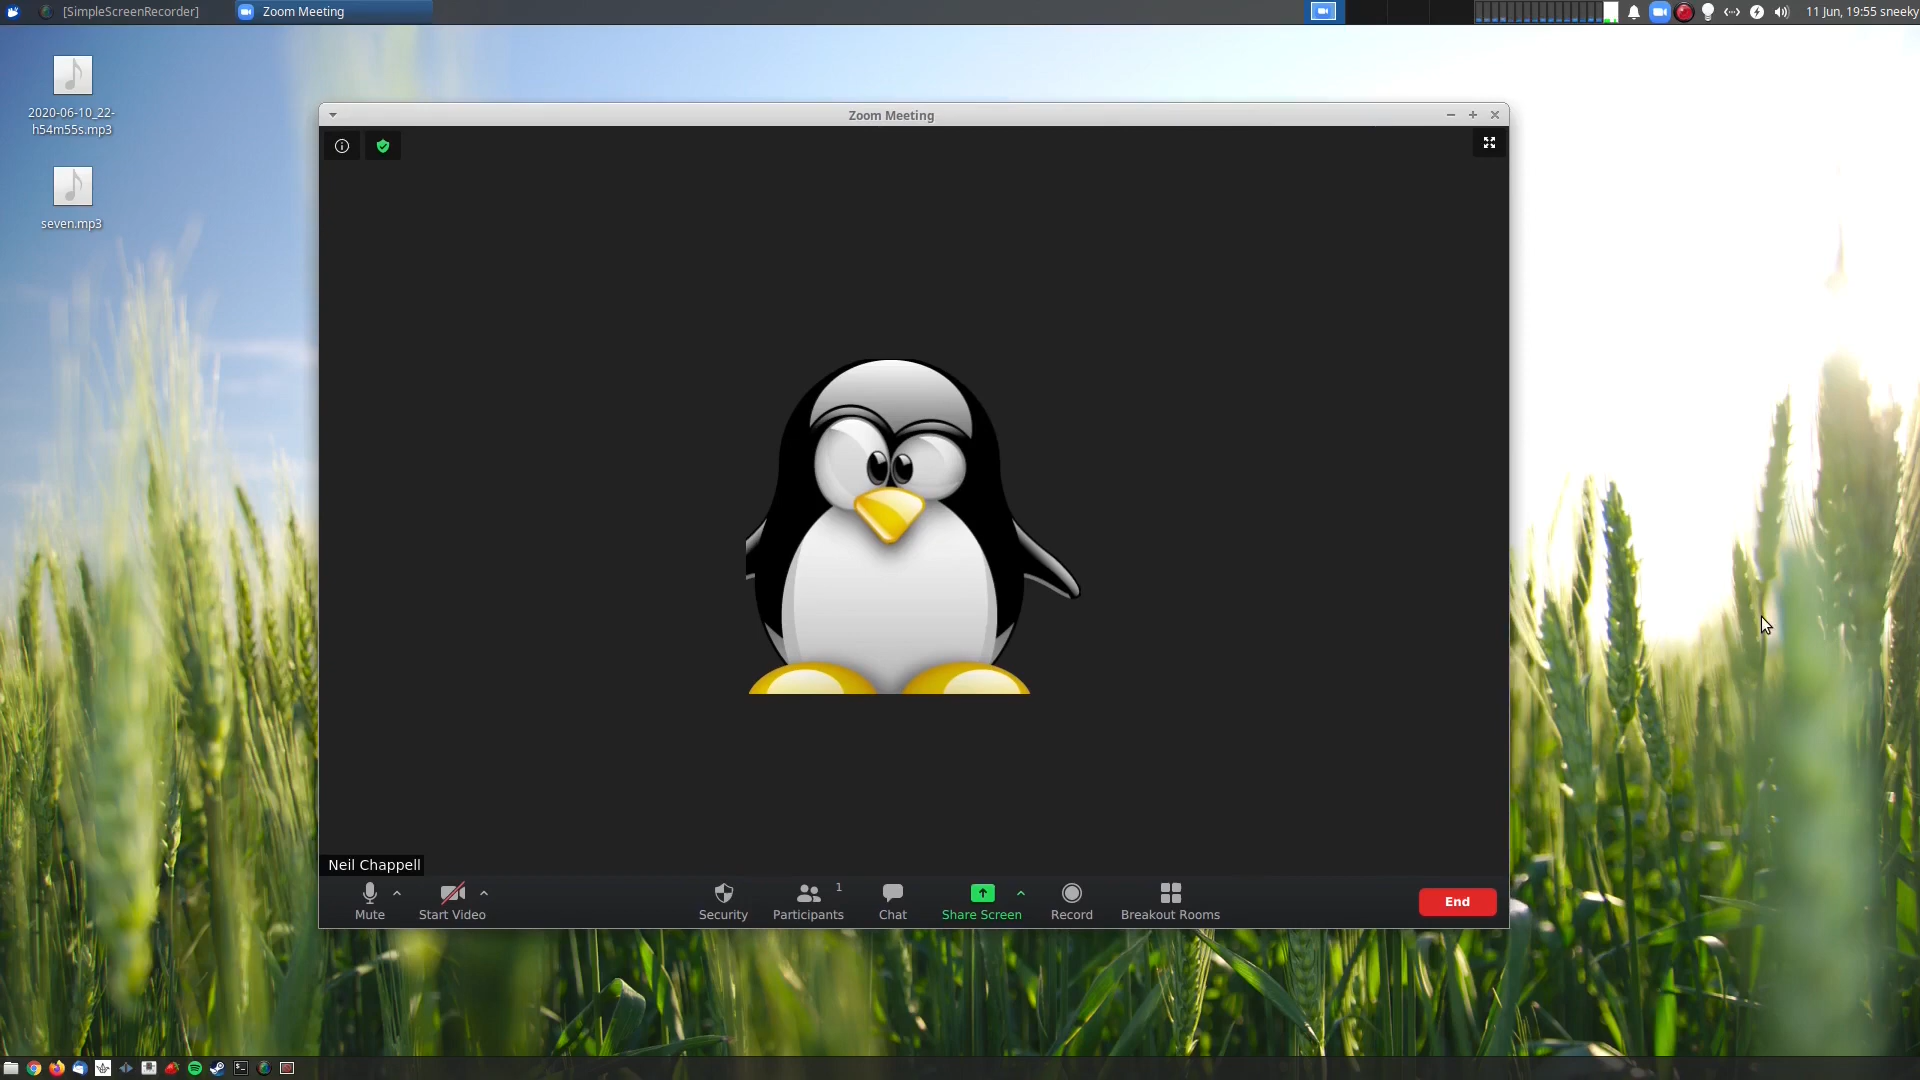 [SimpleScreenRecorder]
Zoom Meeting
11 Jun, 19:55 sneeky
2020-06-10_22-
h54m55s.mp3
seven.mp3
Zoom Meeting
Neil Chappell
1
Mute
Start Video
Security
Participants
Chat
Share Screen
Record
Breakout Rooms
End